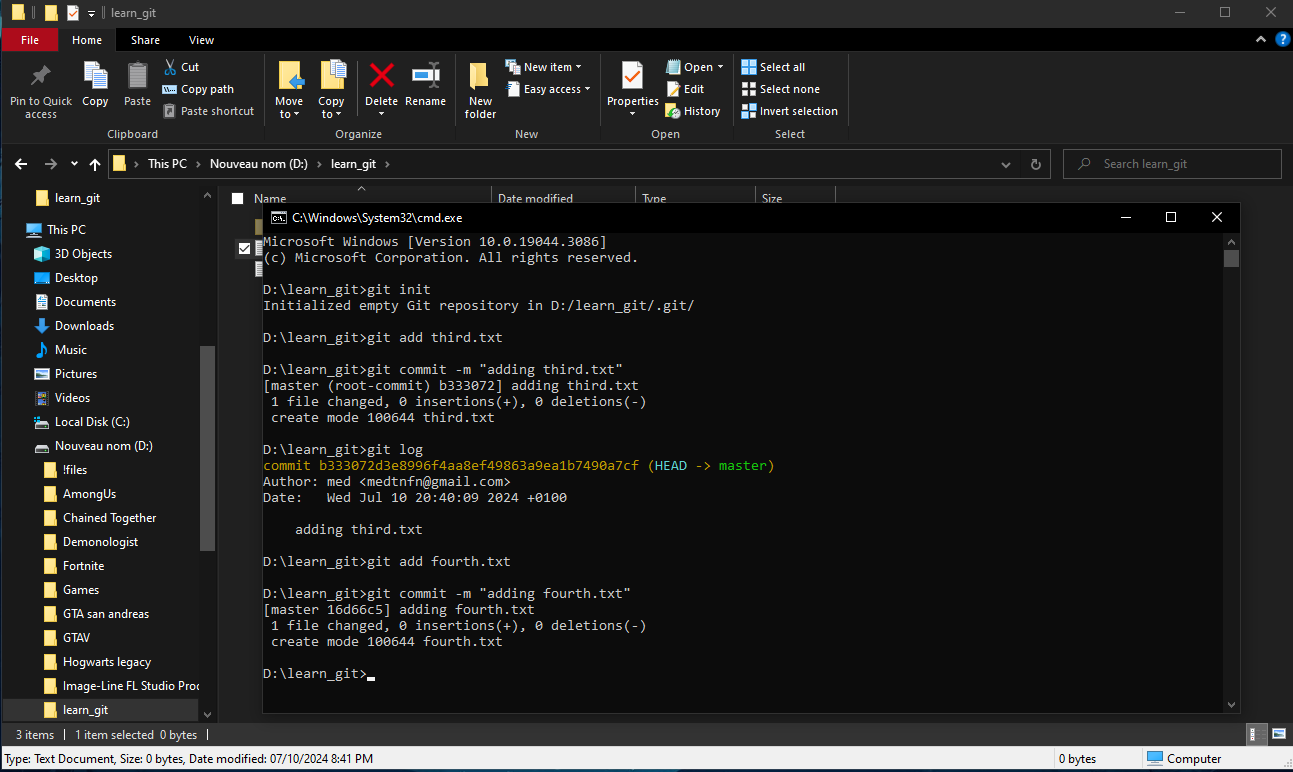 learn_git
File Home Share View
Pin to Quick access
Copy
Paste
Cut
Copy path
Paste shortcut
Clipboard
Move to
Copy to
Delete
Rename
Organize
New folder
New item
Easy access
New
Properties
Open
Edit
History
Open
Select all
Select none
Invert selection
Select
This PC > Nouveau nom (D:) > learn_git >
Search learn_git
learn_git
This PC
3D Objects
Desktop
Documents
Downloads
Music
Pictures
Videos
Local Disk (C:)
Nouveau nom (D:)
!files
AmongUs
Chained Together
Demonologist
Fortnite
Games
GTA san andreas
GTAV
Hogwarts legacy
Image-Line FL Studio Proc
learn_git
Name Date modified Type Size
C:\Windows\System32\cmd.exe
Microsoft Windows [Version 10.0.19044.3086]
(c) Microsoft Corporation. All rights reserved.
D:\learn_git>git init
Initialized empty Git repository in D:/learn_git/.git/
D:\learn_git>git add third.txt
D:\learn_git>git commit -m "adding third.txt"
[master (root-commit) b333072] adding third.txt
1 file changed, 0 insertions(+), 0 deletions(-)
create mode 100644 third.txt
D:\learn_git>git log
commit b333072d3e8996f4aa8ef49863a9ea1b7490a7cf (HEAD -> master)
Author: med <medtnfn@gmail.com>
Date:   Wed Jul 10 20:40:09 2024 +0100
adding third.txt
D:\learn_git>git add fourth.txt
D:\learn_git>git commit -m "adding fourth.txt"
[master 16d66c5] adding fourth.txt
1 file changed, 0 insertions(+), 0 deletions(-)
create mode 100644 fourth.txt
D:\learn_git>
3 items | 1 item selected 0 bytes |
Type: Text Document, Size: 0 bytes, Date modified: 07/10/2024 8:41 PM
0 bytes
Computer